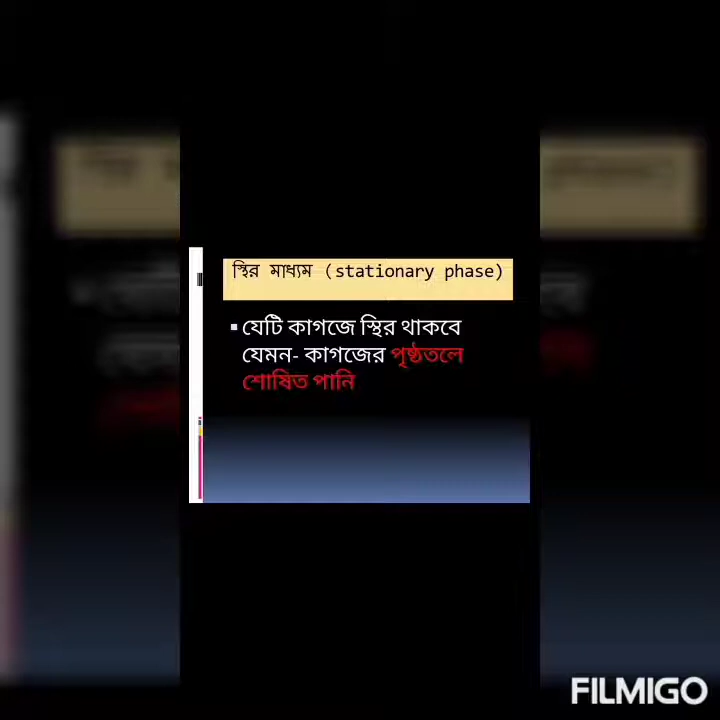 স্থির মাধ্যম (stationary phase)
যেটি কাগজে স্থির থাকবে
যেমন- কাগজের পৃষ্ঠতলে
শোষিত পানি
FILMIGO